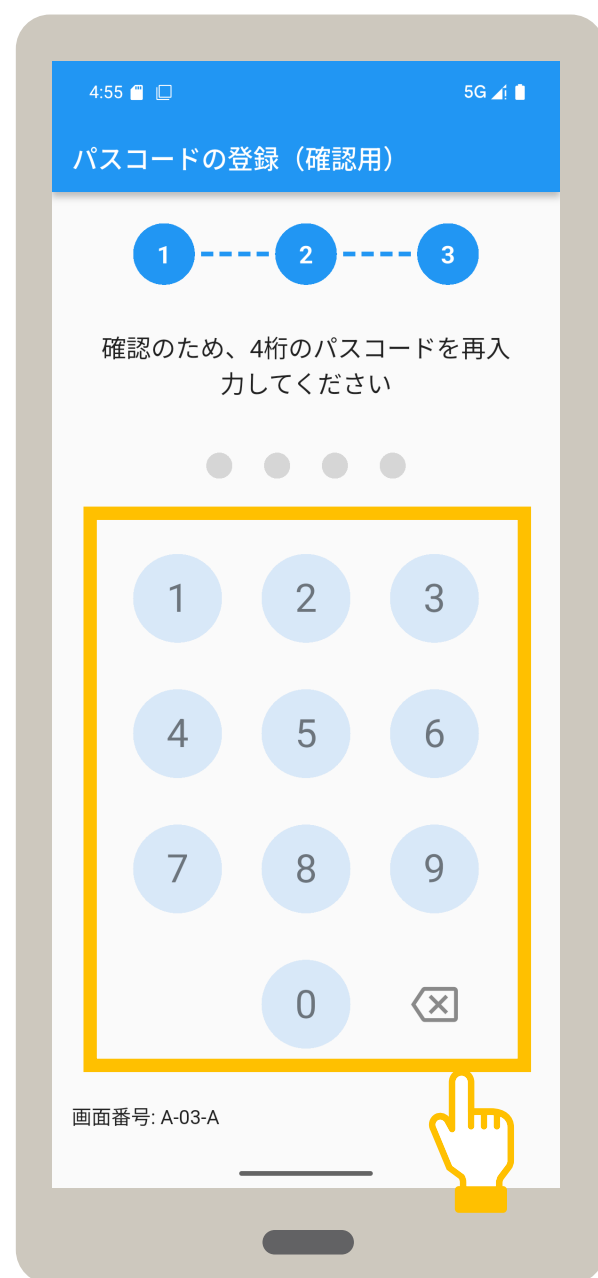 4:55 5G
パスコードの登録（確認用）
1 2 3
確認のため、4桁のパスコードを再入
力してください
1 2 3
4 5 6
7 8 9
0
画面番号: A-03-A